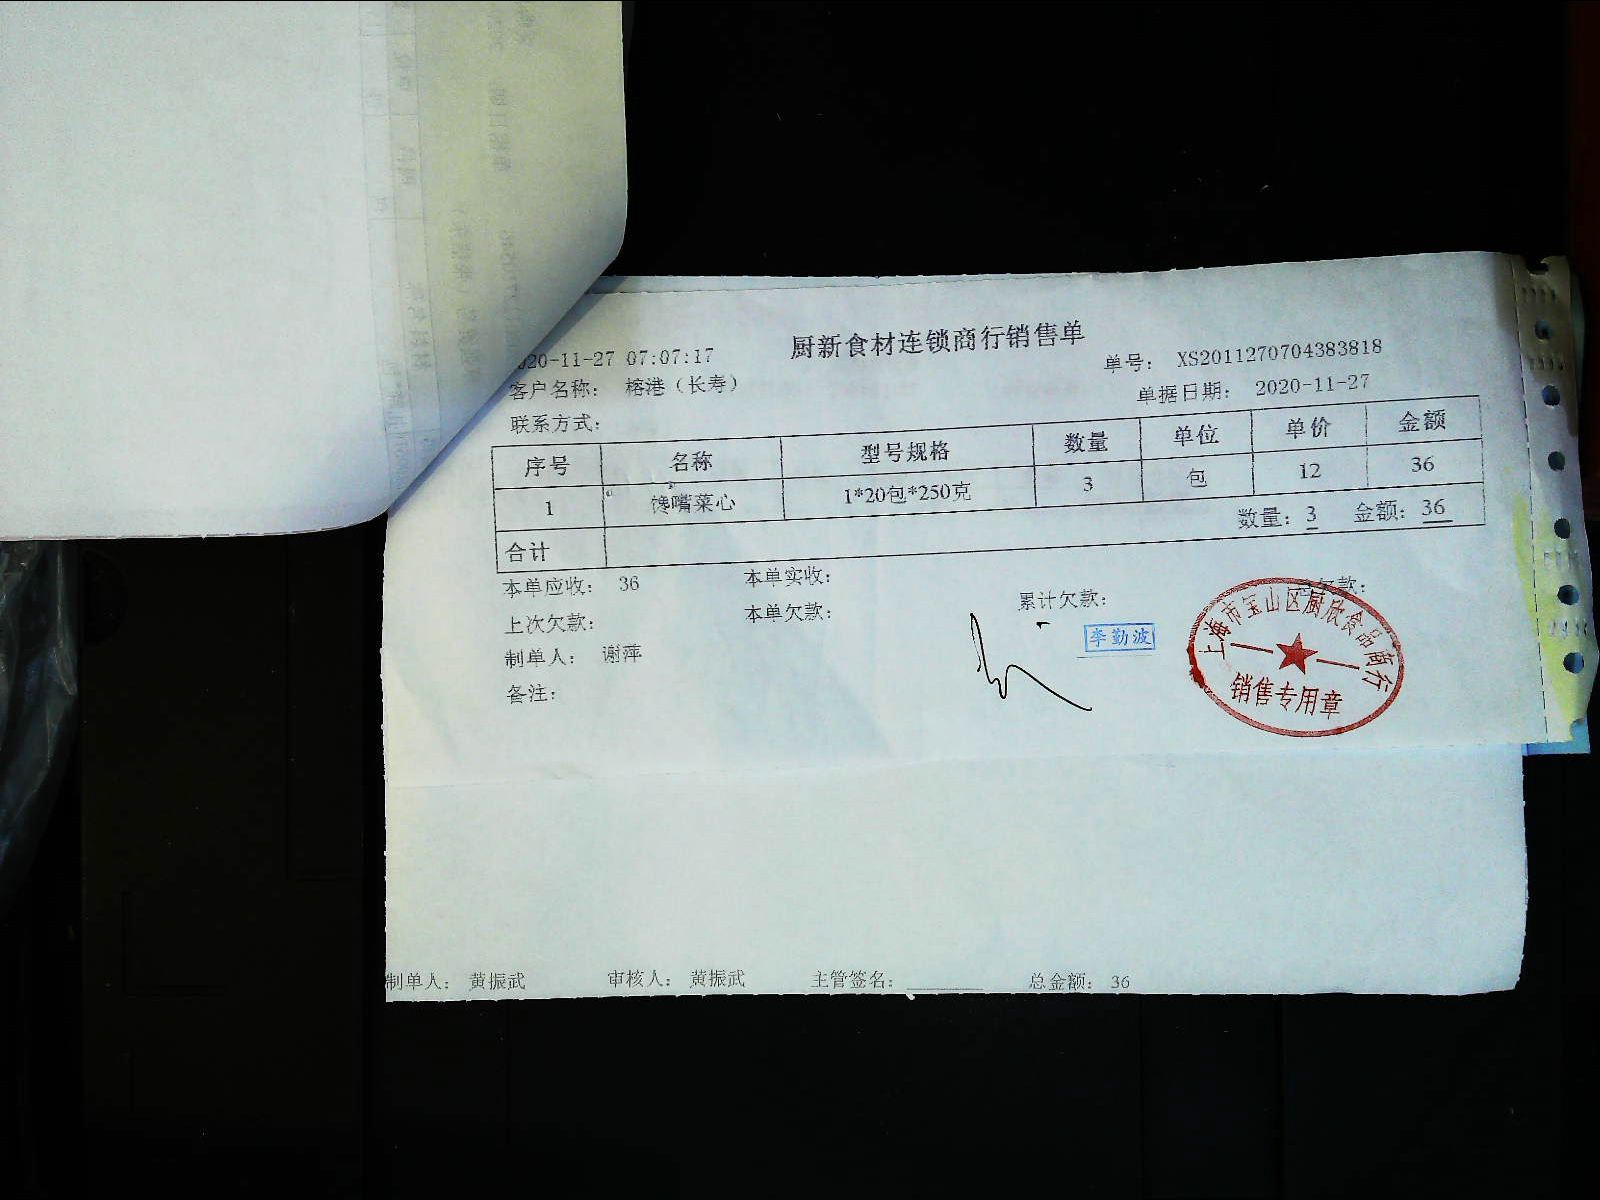 厨新食材连锁商行销售单
020-11-27 07:07:17
单号: XS2011270704383818
客户名称: 榕港(长寿)
单据日期: 2020-11-27
联系方式:
序号 名称 型号规格 数量 单位 单价 金额
1 馋嘴菜心 1*20包*250克 3 包 12 36
合计 数量: 3 金额: 36
本单应收: 36 本单实收: 累计欠款: 总欠款:
上次欠款: 本单欠款:
制单人: 谢萍
李勤波
备注:
上海市宝山区厨欣食品商行
销售专用章
制单人: 黄振武 审核人: 黄振武 主管签名: 总金额: 36